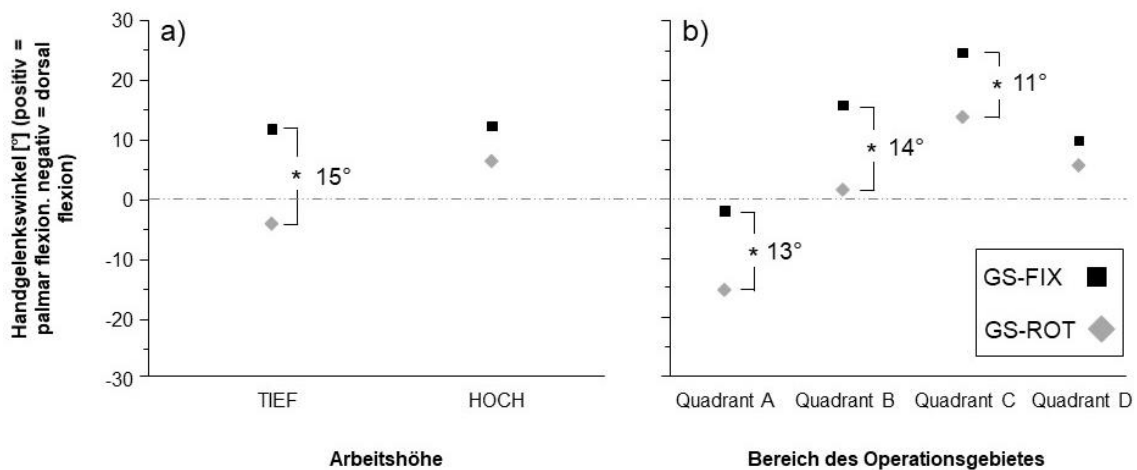 Handgelenkswinkel [°] (positiv =
palmar flexion. negativ = dorsal
flexion)
30
20
10
0
-10
-20
-30
a)
* 15°
TIEF
HOCH
Arbeitshöhe
b)
* 13°
* 14°
* 11°
GS-FIX
GS-ROT
Quadrant A
Quadrant B
Quadrant C
Quadrant D
Bereich des Operationsgebietes